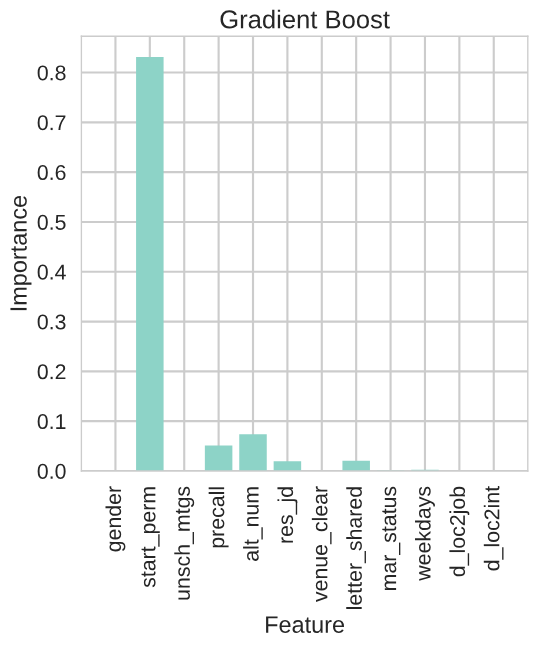 Gradient Boost
Importance
0.8
0.7
0.6
0.5
0.4
0.3
0.2
0.1
0.0
gender
start_perm
unsch_mtgs
precall
alt_num
res_jd
venue_clear
letter_shared
mar_status
weekdays
d_loc2job
d_loc2int
Feature